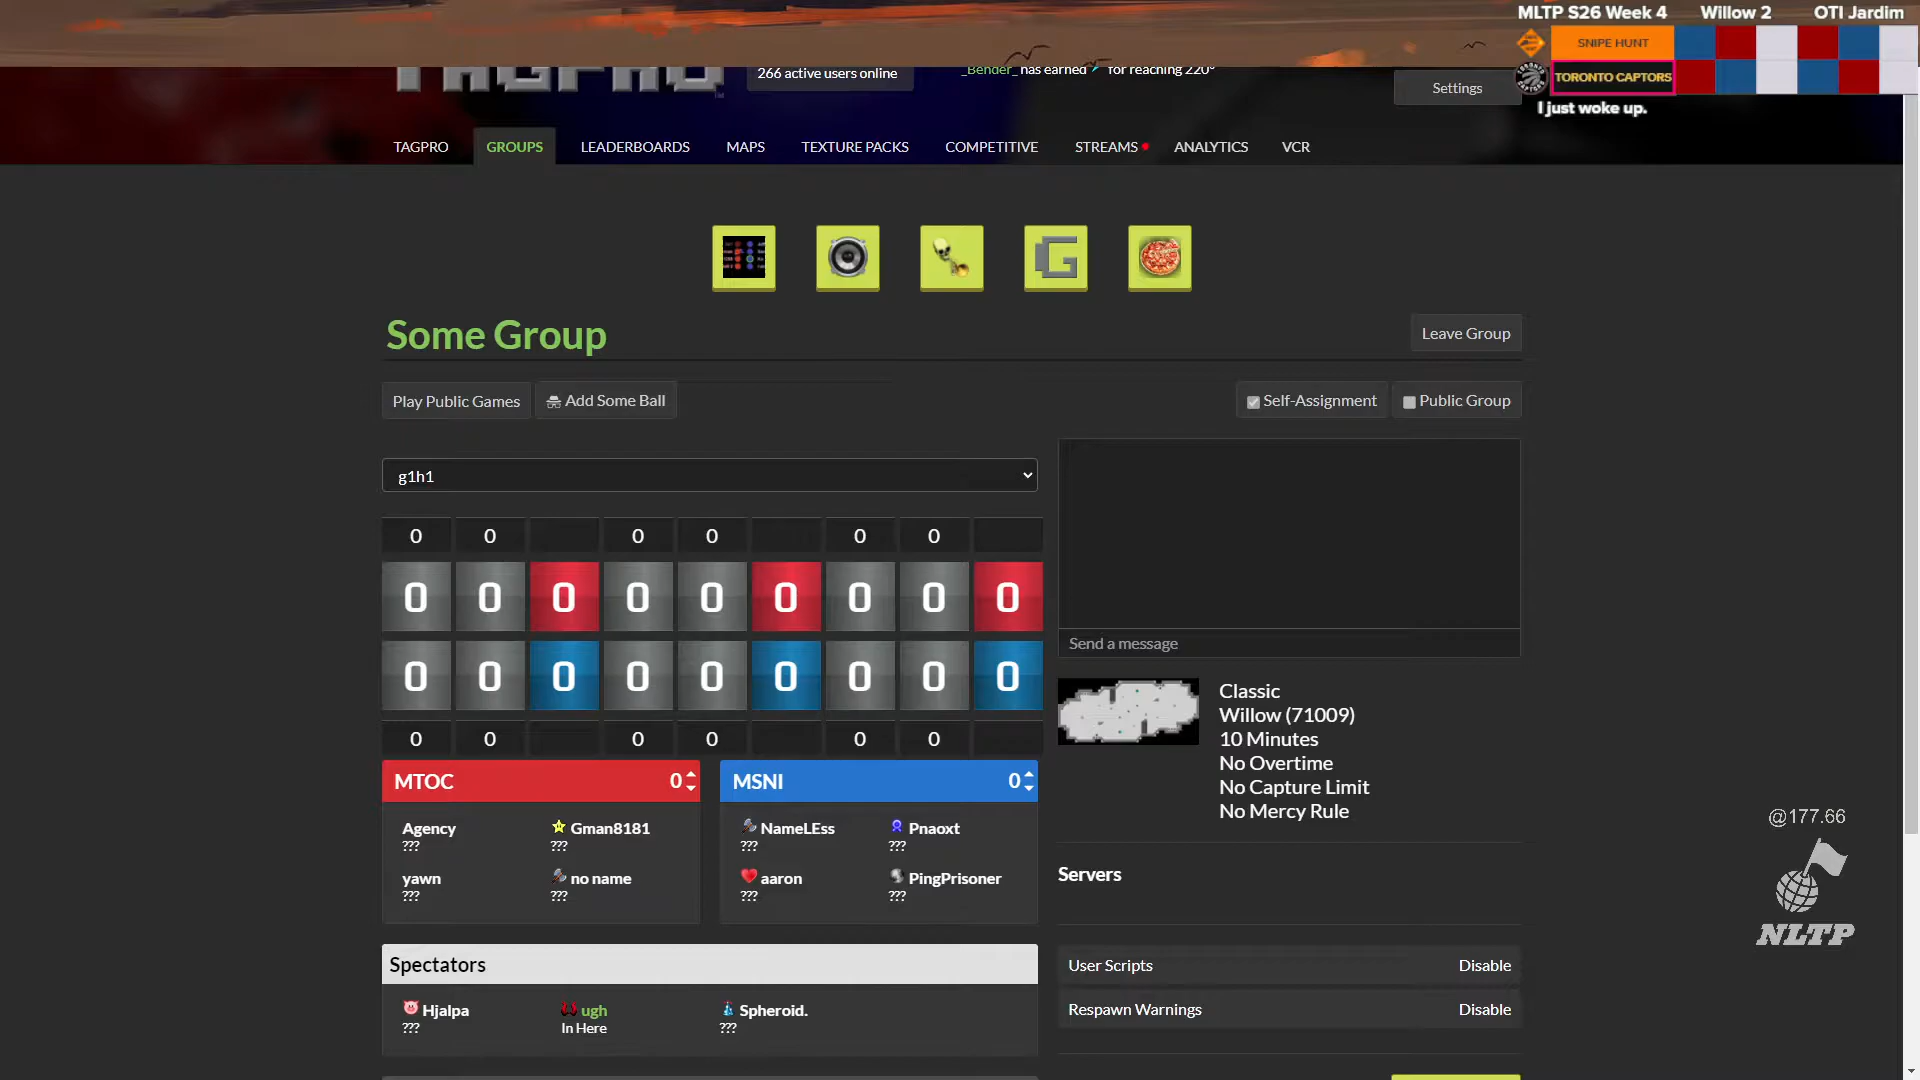 MLTP S26 Week 4 Willow 2 OTI Jardim
SNIPE HUNT
TORONTO CAPTORS
I just woke up.
TAGPRO
266 active users online
_Bender_ has earned for reaching 220°
Settings
TAGPRO GROUPS LEADERBOARDS MAPS TEXTURE PACKS COMPETITIVE STREAMS ANALYTICS VCR
G
Some Group
Leave Group
Play Public Games
Add Some Ball
Self-Assignment
Public Group
g1h1
0 0 0 0 0 0
0 0 0 0 0 0 0 0 0
0 0 0 0 0 0 0 0 0
0 0 0 0 0 0
MTOC 0
MSNI 0
Agency
???
Gman8181
???
yawn
???
no name
???
NameLEss
???
Pnaoxt
???
aaron
???
PingPrisoner
???
Spectators
Hjalpa
???
ugh
In Here
Spheroid.
???
Send a message
Classic
Willow (71009)
10 Minutes
No Overtime
No Capture Limit
No Mercy Rule
Servers
User Scripts Disable
Respawn Warnings Disable
@177.66
NLTP